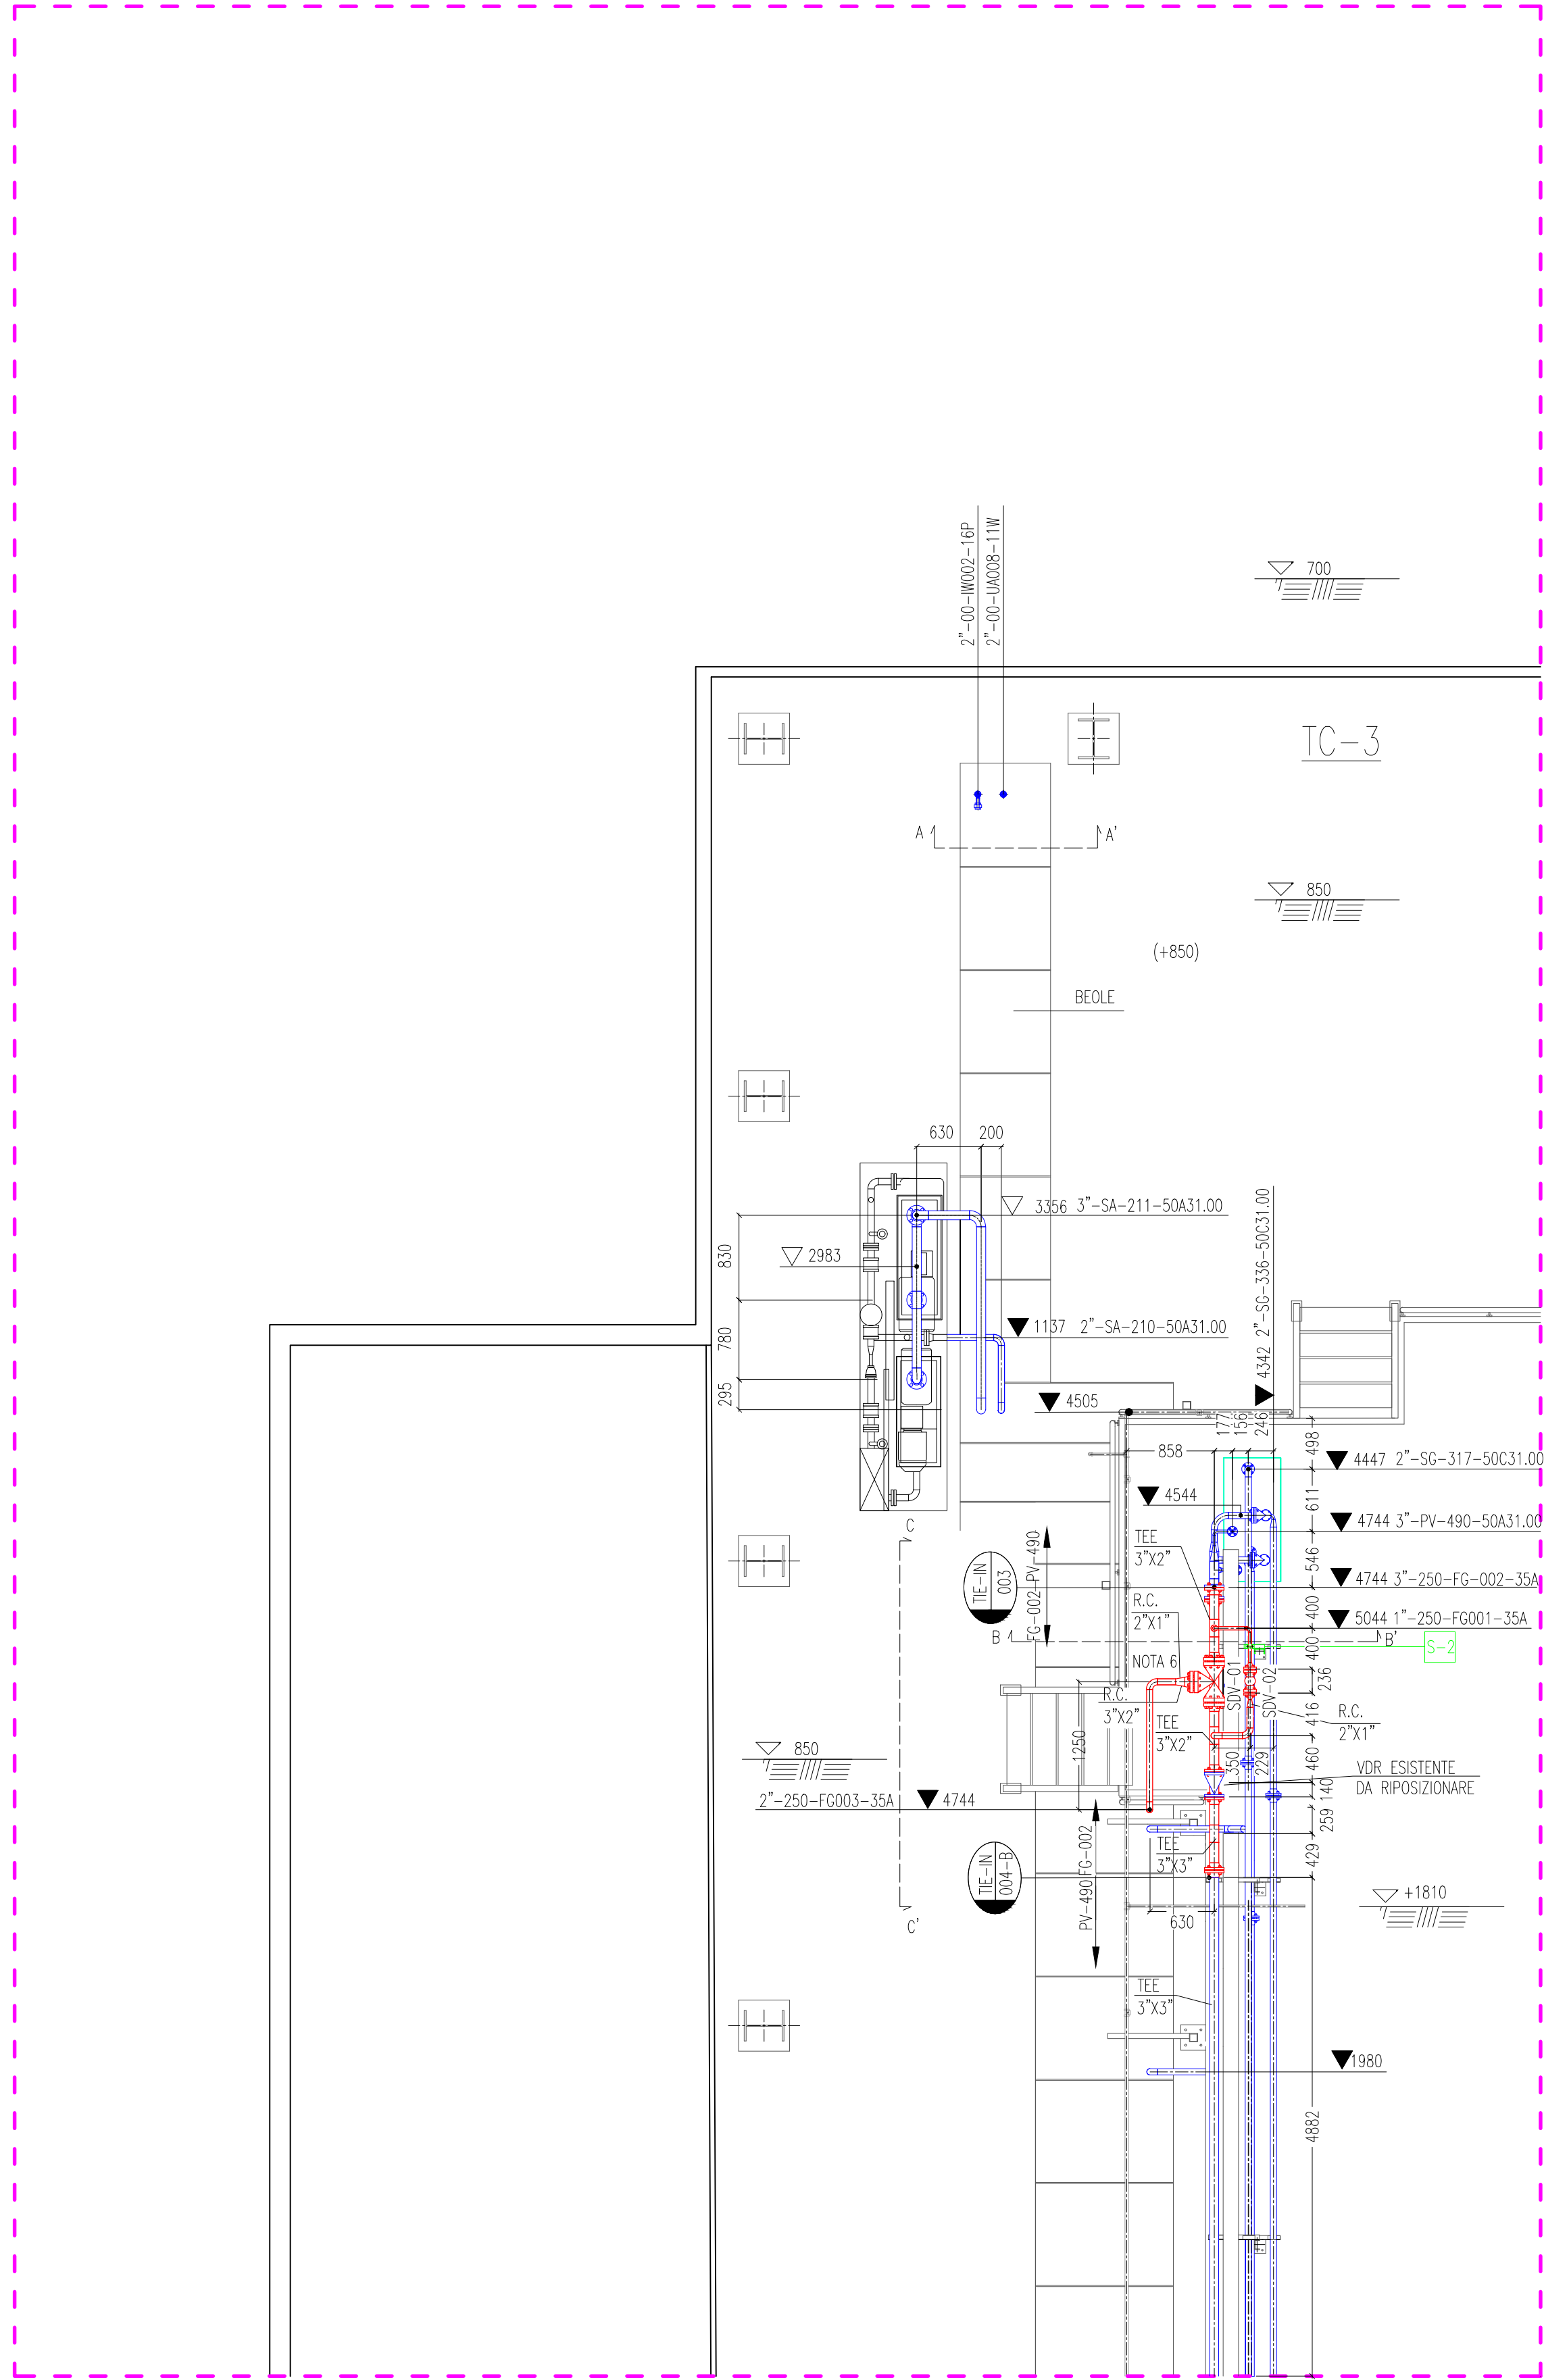 2"-00-IW002-16P
2"-00-UA008-11W
700
TC-3
A
A'
850
(+850)
BEOLE
630
200
3356 3"-SA-211-50A31.00
830
2983
4342 2"-SG-336-50C31.00
1137 2"-SA-210-50A31.00
780
295
4505
177
156
246
498
858
4447 2"-SG-317-50C31.00
4544
611
4744 3"-PV-490-50A31.00
C
TEE
3"X2"
546
TIE-IN
003
FG-002
PV-490
4744 3"-250-FG-002-35A
R.C.
2"X1"
400
5044 1"-250-FG001-35A
B
B'
400
S-2
NOTA 6
SDV-01
SDV-02
236
R.C.
3"X2"
416
R.C.
2"X1"
TEE
3"X2"
1250
850
350
229
460
VDR ESISTENTE
DA RIPOSIZIONARE
140
2"-250-FG003-35A
4744
259
PV-490
FG-002
TEE
3"X3"
429
TIE-IN
004-B
+1810
C'
630
TEE
3"X3"
1980
4882